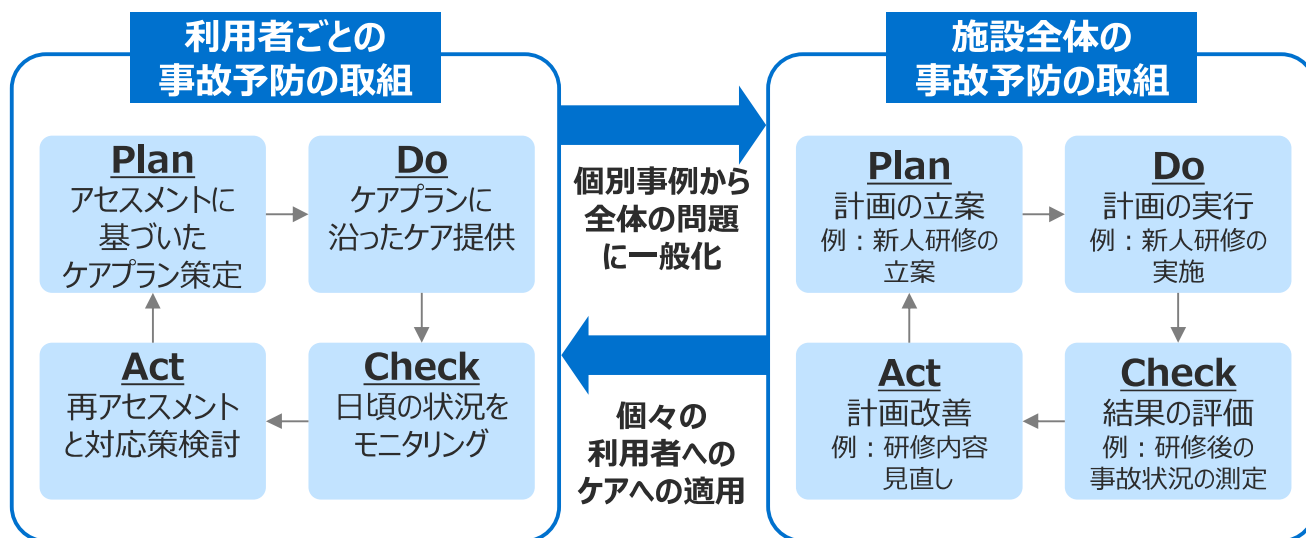 利用者ごとの
事故予防の取組
Plan
アセスメントに
基づいた
ケアプラン策定
Do
ケアプランに
沿ったケア提供
Act
再アセスメント
と対応策検討
Check
日頃の状況を
モニタリング
個別事例から
全体の問題
に一般化
個々の
利用者への
ケアへの適用
施設全体の
事故予防の取組
Plan
計画の立案
例：新人研修の
立案
Do
計画の実行
例：新人研修の
実施
Act
計画改善
例：研修内容
見直し
Check
結果の評価
例：研修後の
事故状況の測定